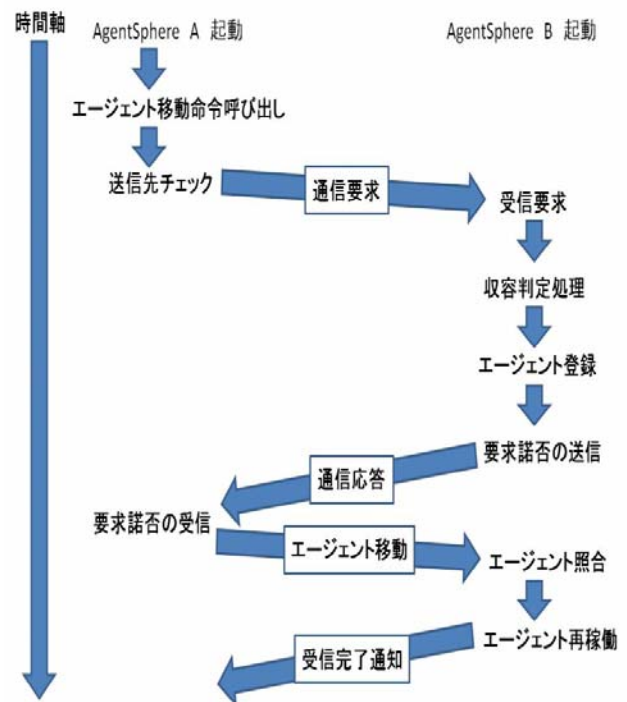 時間軸
AgentSphere A 起動
AgentSphere B 起動
エージェント移動命令呼び出し
送信先チェック
通信要求
受信要求
収容判定処理
エージェント登録
要求諾否の送信
通信応答
要求諾否の受信
エージェント移動
エージェント照合
エージェント再稼働
受信完了通知